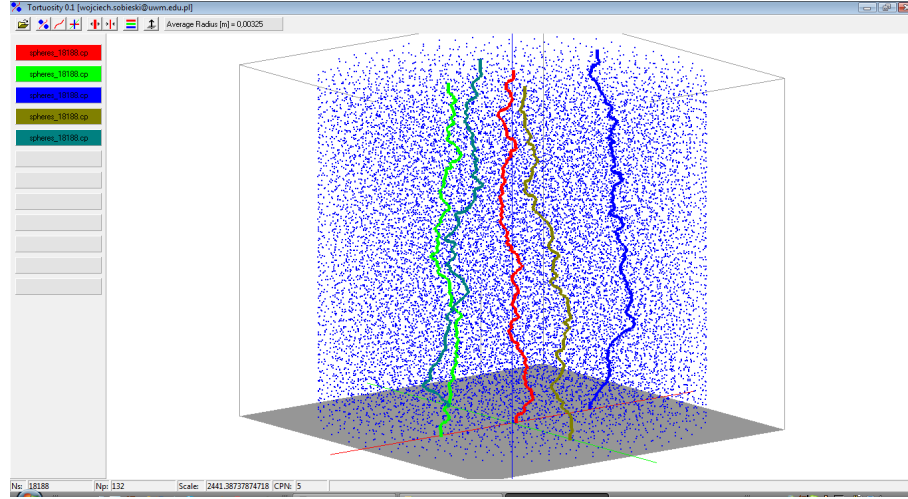 Tortuosity 0.1 [wojciech.sobieski@uwm.edu.pl]
Average Radius [m] = 0,00325
spheres_18188.cp
spheres_18188.cp
spheres_18188.cp
spheres_18188.cp
spheres_18188.cp
Ns: 18188 Np: 132 Scale: 2441.38737874718 CPN: 5